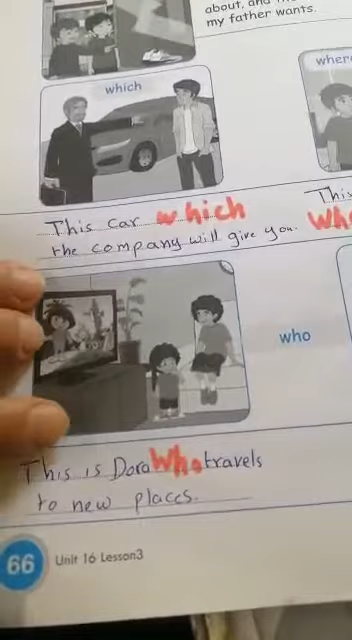 about, and
my father wants.
which
where
This car which
the company will give you.
This
who
This is Dora Who travels
to new places.
66
Unit 16 Lesson3